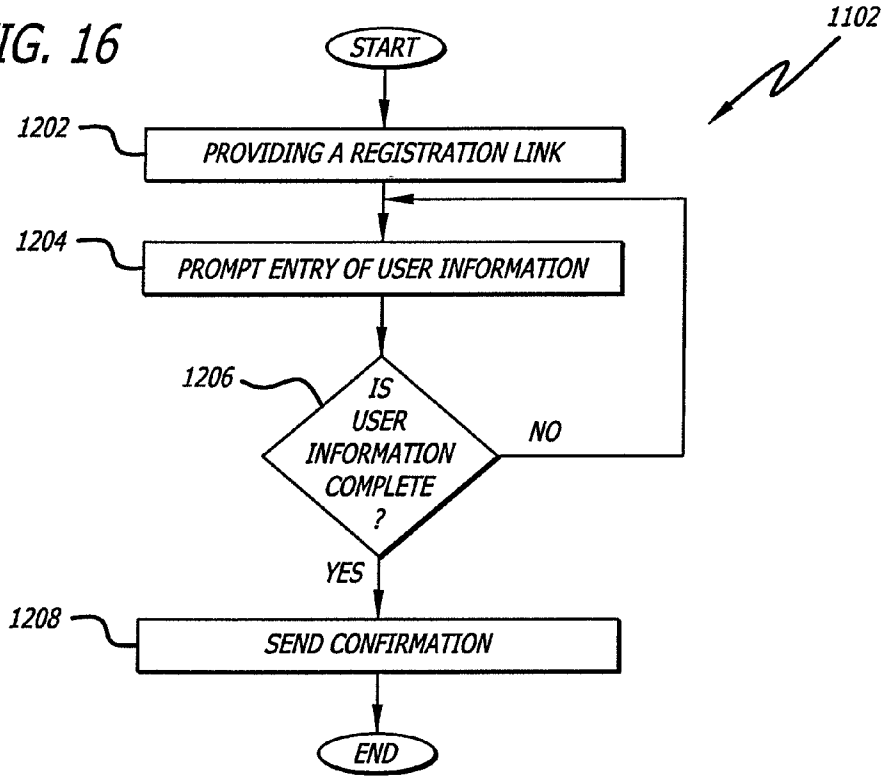 IG. 16
1102
START
1202
PROVIDING A REGISTRATION LINK
1204
PROMPT ENTRY OF USER INFORMATION
1206
IS
USER
INFORMATION
COMPLETE
?
NO
YES
1208
SEND CONFIRMATION
END